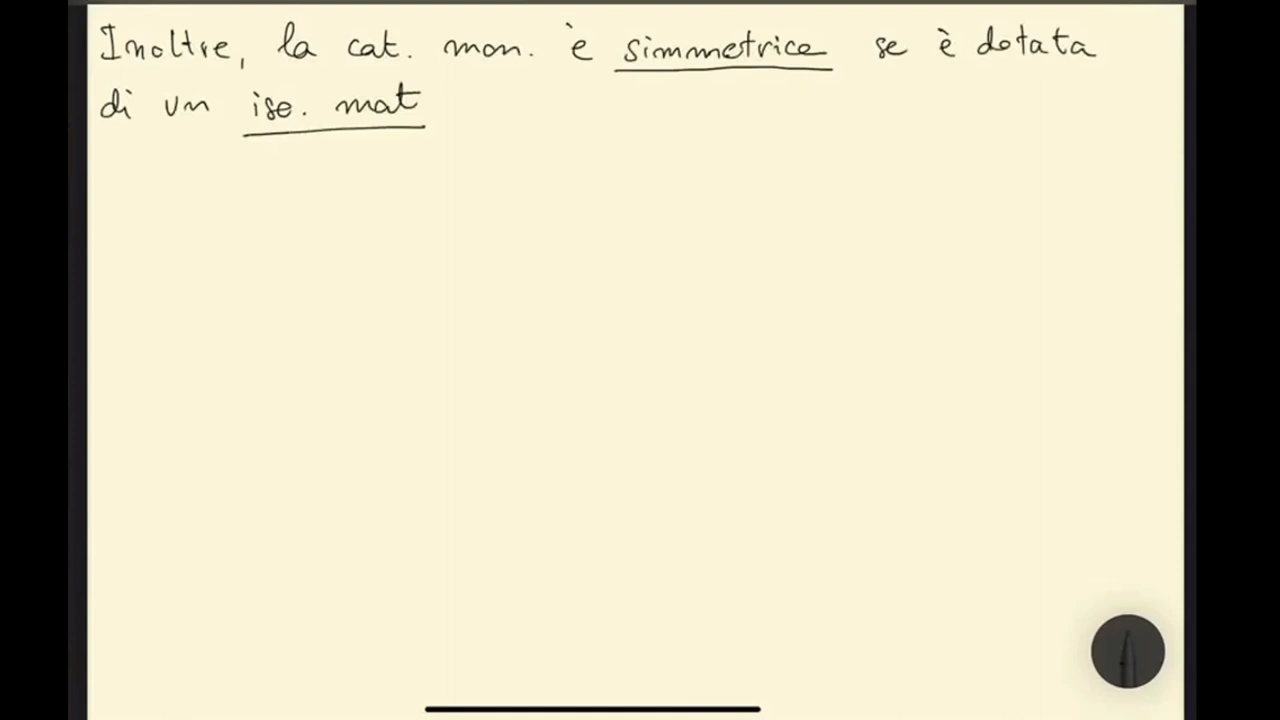 Inoltre, la cat. mon. è simmetrica se è dotata
di un iso. nat